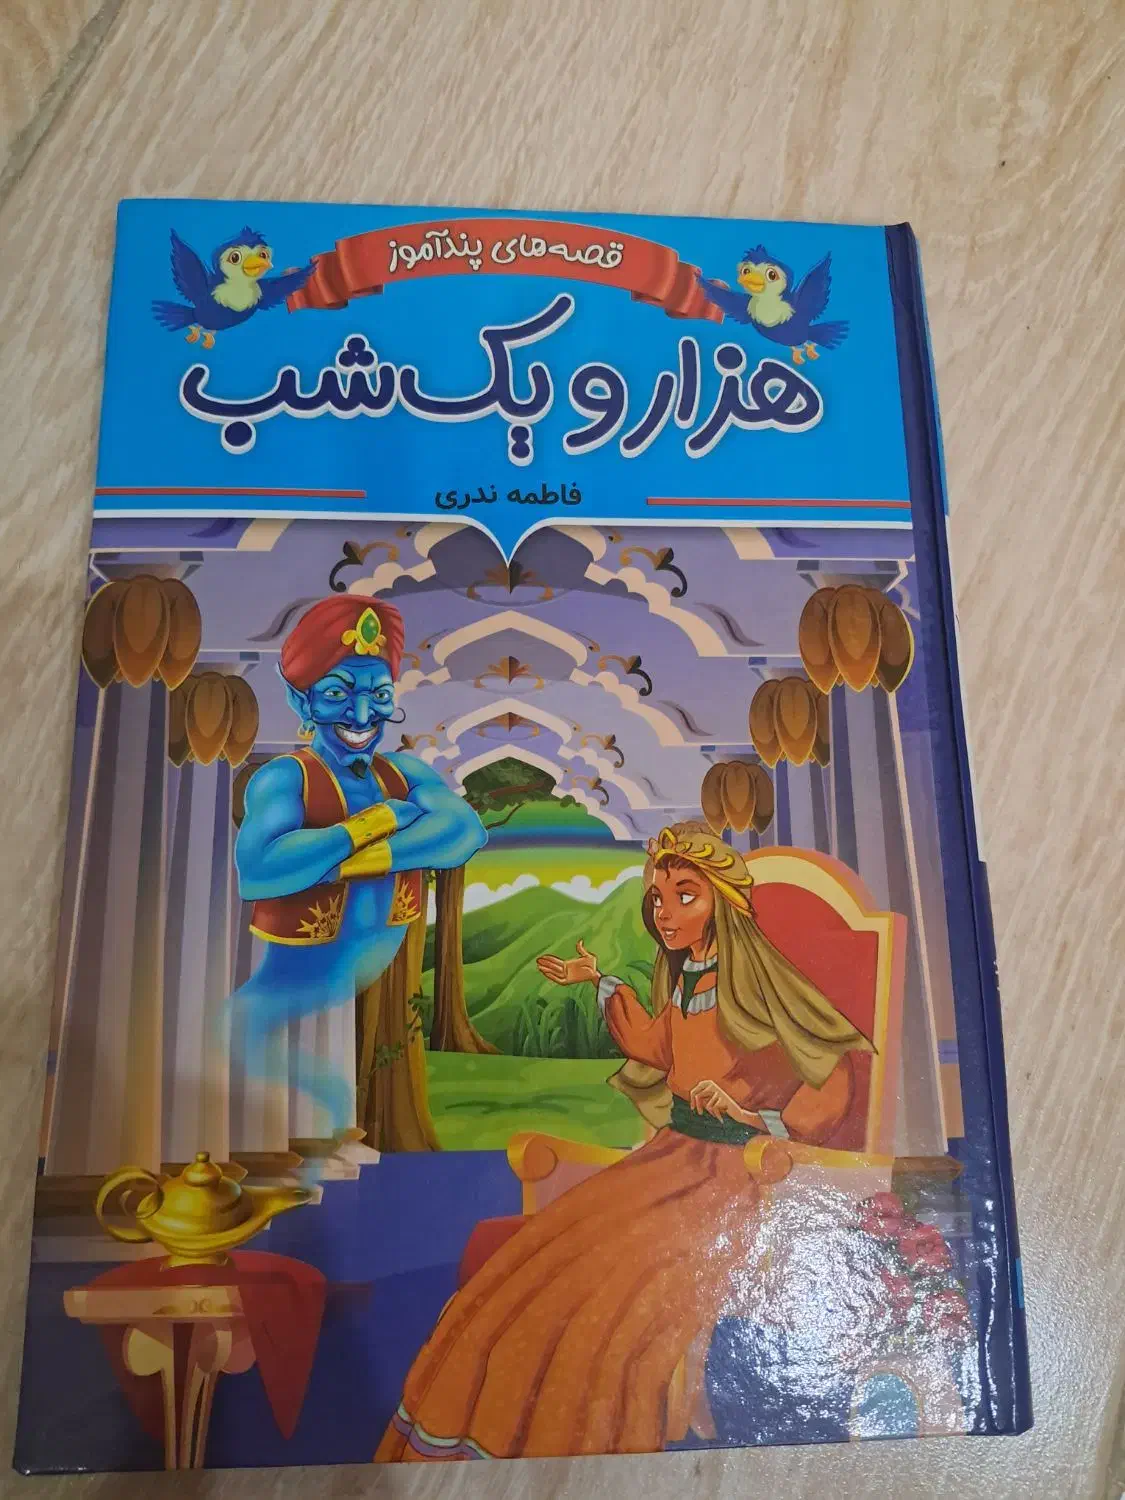 قصه‌های پندآموز
هزار و یک شب
فاطمه ندری